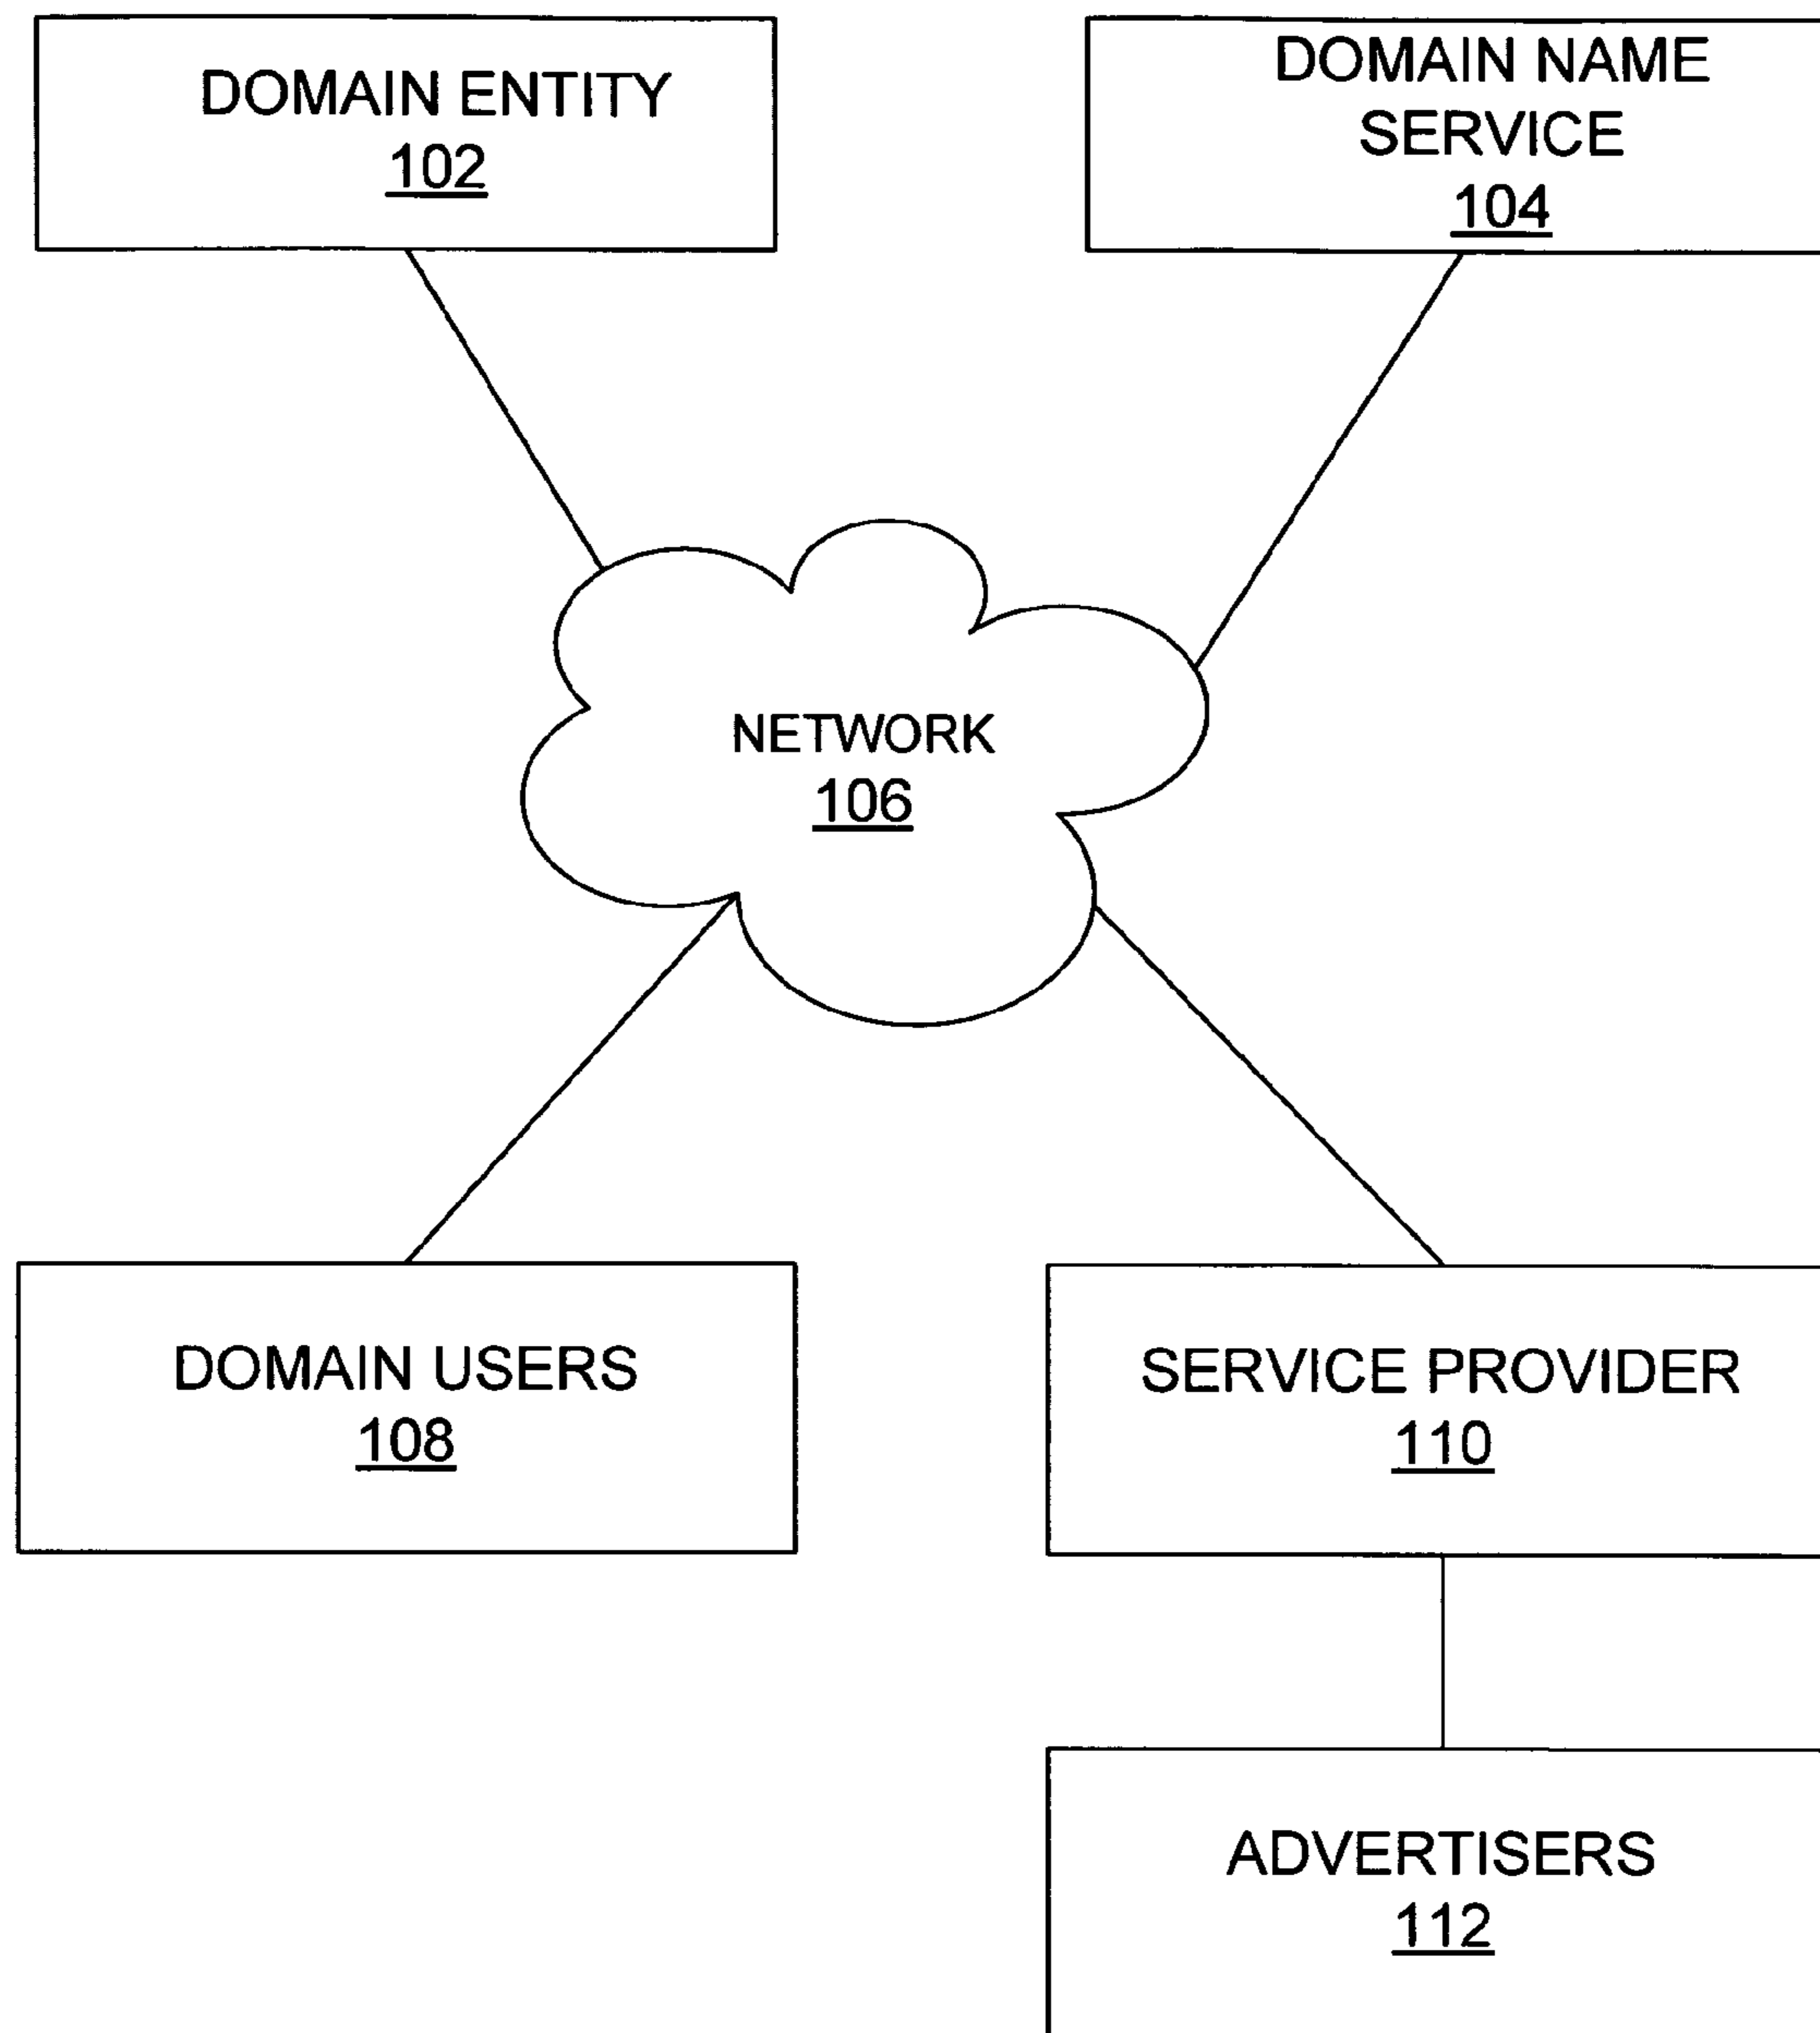 DOMAIN ENTITY
102
DOMAIN NAME
SERVICE
104
NETWORK
106
DOMAIN USERS
108
SERVICE PROVIDER
110
ADVERTISERS
112